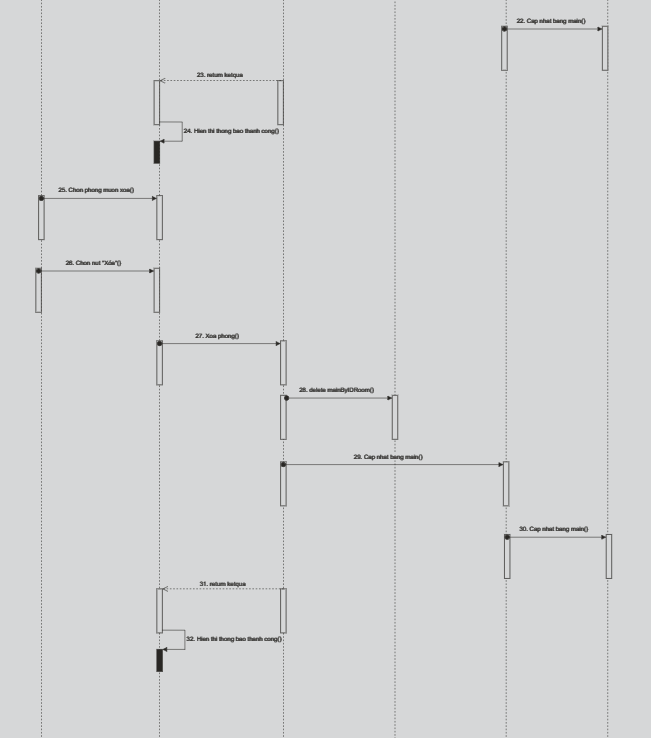 22. Cap nhat bang main()
23. return ketqua
24. Hien thi thong bao thanh cong()
25. Chon phong muon xoa()
26. Chon nut "Xóa"()
27. Xoa phong()
28. delete mainByIDRoom()
29. Cap nhat bang main()
30. Cap nhat bang main()
31. return ketqua
32. Hien thi thong bao thanh cong()